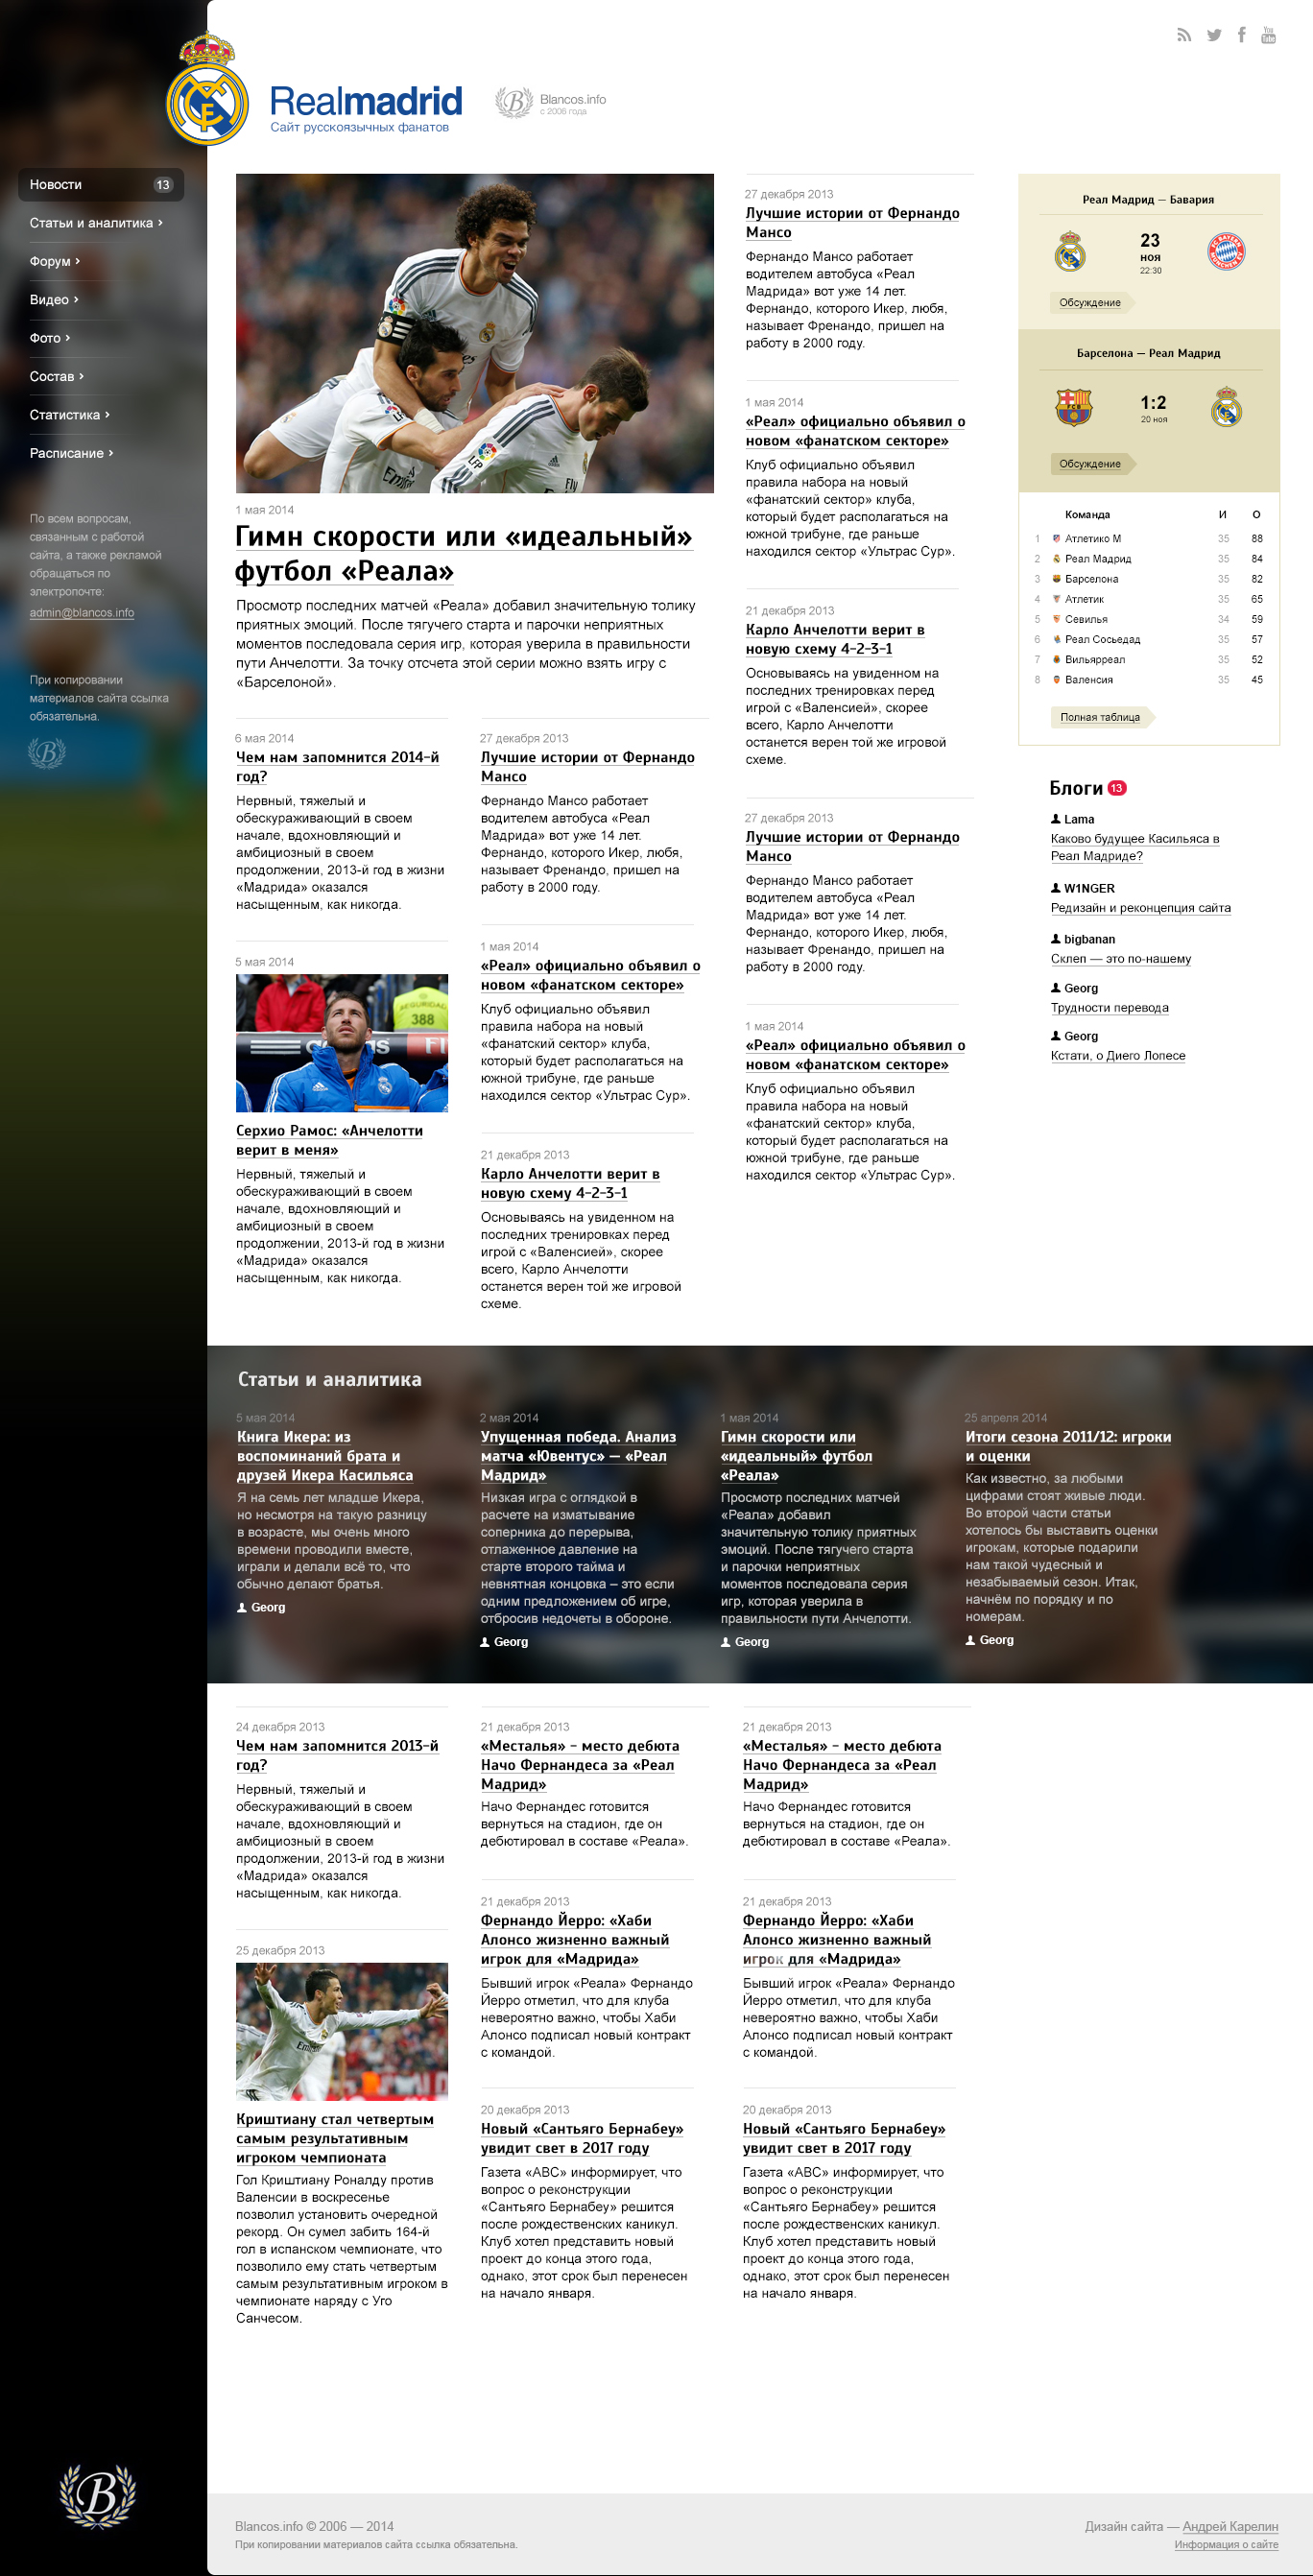 Realmadrid
Сайт русскоязычных фанатов
B
Blancos.info
с 2006 года
You
Tube
Новости 13
Статьи и аналитика ›
Форум ›
Видео ›
Фото ›
Состав ›
Статистика ›
Расписание ›
По всем вопросам,
связанным с работой
сайта, а также рекламой
обращаться по
электропочте:
admin@blancos.info
При копировании
материалов сайта ссылка
обязательна.
B
LFP
1 мая 2014
Гимн скорости или «идеальный»
футбол «Реала»
Просмотр последних матчей «Реала» добавил значительную толику
приятных эмоций. После тягучего старта и парочки неприятных
моментов последовала серия игр, которая уверила в правильности
пути Анчелотти. За точку отсчета этой серии можно взять игру с
«Барселоной».
6 мая 2014
Чем нам запомнится 2014-й
год?
Нервный, тяжелый и
обескураживающий в своем
начале, вдохновляющий и
амбициозный в своем
продолжении, 2013-й год в жизни
«Мадрида» оказался
насыщенным, как никогда.
5 мая 2014
SEGURIDAD
388
Серхио Рамос: «Анчелотти
верит в меня»
Нервный, тяжелый и
обескураживающий в своем
начале, вдохновляющий и
амбициозный в своем
продолжении, 2013-й год в жизни
«Мадрида» оказался
насыщенным, как никогда.
27 декабря 2013
Лучшие истории от Фернандо
Мансо
Фернандо Мансо работает
водителем автобуса «Реал
Мадрида» вот уже 14 лет.
Фернандо, которого Икер, любя,
называет Френандо, пришел на
работу в 2000 году.
1 мая 2014
«Реал» официально объявил о
новом «фанатском секторе»
Клуб официально объявил
правила набора на новый
«фанатский сектор» клуба,
который будет располагаться на
южной трибуне, где раньше
находился сектор «Ультрас Сур».
21 декабря 2013
Карло Анчелотти верит в
новую схему 4-2-3-1
Основываясь на увиденном на
последних тренировках перед
игрой с «Валенсией», скорее
всего, Карло Анчелотти
останется верен той же игровой
схеме.
27 декабря 2013
Лучшие истории от Фернандо
Мансо
Фернандо Мансо работает
водителем автобуса «Реал
Мадрида» вот уже 14 лет.
Фернандо, которого Икер, любя,
называет Френандо, пришел на
работу в 2000 году.
1 мая 2014
«Реал» официально объявил о
новом «фанатском секторе»
Клуб официально объявил
правила набора на новый
«фанатский сектор» клуба,
который будет располагаться на
южной трибуне, где раньше
находился сектор «Ультрас Сур».
21 декабря 2013
Карло Анчелотти верит в
новую схему 4-2-3-1
Основываясь на увиденном на
последних тренировках перед
игрой с «Валенсией», скорее
всего, Карло Анчелотти
останется верен той же игровой
схеме.
27 декабря 2013
Лучшие истории от Фернандо
Мансо
Фернандо Мансо работает
водителем автобуса «Реал
Мадрида» вот уже 14 лет.
Фернандо, которого Икер, любя,
называет Френандо, пришел на
работу в 2000 году.
1 мая 2014
«Реал» официально объявил о
новом «фанатском секторе»
Клуб официально объявил
правила набора на новый
«фанатский сектор» клуба,
который будет располагаться на
южной трибуне, где раньше
находился сектор «Ультрас Сур».
Реал Мадрид — Бавария
23
ноя
22:30
FC BAYERN
MÜNCHEN
Обсуждение
Барселона — Реал Мадрид
FCB
1:2
20 ноя
Обсуждение
Команда И О
1 Атлетико М 35 88
2 Реал Мадрид 35 84
3 Барселона 35 82
4 Атлетик 35 65
5 Севилья 34 59
6 Реал Сосьедад 35 57
7 Вильярреал 35 52
8 Валенсия 35 45
Полная таблица
Блоги 13
Lama
Каково будущее Касильяса в
Реал Мадриде?
W1NGER
Редизайн и реконцепция сайта
bigbanan
Склеп — это по-нашему
Georg
Трудности перевода
Georg
Кстати, о Диего Лопесе
Статьи и аналитика
5 мая 2014
Книга Икера: из
воспоминаний брата и
друзей Икера Касильяса
Я на семь лет младше Икера,
но несмотря на такую разницу
в возрасте, мы очень много
времени проводили вместе,
играли и делали всё то, что
обычно делают братья.
Georg
2 мая 2014
Упущенная победа. Анализ
матча «Ювентус» — «Реал
Мадрид»
Низкая игра с оглядкой в
расчете на изматывание
соперника до перерыва,
отлаженное давление на
старте второго тайма и
невнятная концовка – это если
одним предложением об игре,
отбросив недочеты в обороне.
Georg
1 мая 2014
Гимн скорости или
«идеальный» футбол
«Реала»
Просмотр последних матчей
«Реала» добавил
значительную толику приятных
эмоций. После тягучего старта
и парочки неприятных
моментов последовала серия
игр, которая уверила в
правильности пути Анчелотти.
Georg
25 апреля 2014
Итоги сезона 2011/12: игроки
и оценки
Как известно, за любыми
цифрами стоят живые люди.
Во второй части статьи
хотелось бы выставить оценки
игрокам, которые подарили
нам такой чудесный и
незабываемый сезон. Итак,
начнём по порядку и по
номерам.
Georg
24 декабря 2013
Чем нам запомнится 2013-й
год?
Нервный, тяжелый и
обескураживающий в своем
начале, вдохновляющий и
амбициозный в своем
продолжении, 2013-й год в жизни
«Мадрида» оказался
насыщенным, как никогда.
25 декабря 2013
Криштиану стал четвертым
самым результативным
игроком чемпионата
Гол Криштиану Роналду против
Валенсии в воскресенье
позволил установить очередной
рекорд. Он сумел забить 164-й
гол в испанском чемпионате, что
позволило ему стать четвертым
самым результативным игроком в
чемпионате наряду с Уго
Санчесом.
21 декабря 2013
«Месталья» - место дебюта
Начо Фернандеса за «Реал
Мадрид»
Начо Фернандес готовится
вернуться на стадион, где он
дебютировал в составе «Реала».
21 декабря 2013
Фернандо Йерро: «Хаби
Алонсо жизненно важный
игрок для «Мадрида»
Бывший игрок «Реала» Фернандо
Йерро отметил, что для клуба
невероятно важно, чтобы Хаби
Алонсо подписал новый контракт
с командой.
20 декабря 2013
Новый «Сантьяго Бернабеу»
увидит свет в 2017 году
Газета «АВС» информирует, что
вопрос о реконструкции
«Сантьяго Бернабеу» решится
после рождественских каникул.
Клуб хотел представить новый
проект до конца этого года,
однако, этот срок был перенесен
на начало января.
21 декабря 2013
«Месталья» - место дебюта
Начо Фернандеса за «Реал
Мадрид»
Начо Фернандес готовится
вернуться на стадион, где он
дебютировал в составе «Реала».
21 декабря 2013
Фернандо Йерро: «Хаби
Алонсо жизненно важный
игрок для «Мадрида»
Бывший игрок «Реала» Фернандо
Йерро отметил, что для клуба
невероятно важно, чтобы Хаби
Алонсо подписал новый контракт
с командой.
20 декабря 2013
Новый «Сантьяго Бернабеу»
увидит свет в 2017 году
Газета «АВС» информирует, что
вопрос о реконструкции
«Сантьяго Бернабеу» решится
после рождественских каникул.
Клуб хотел представить новый
проект до конца этого года,
однако, этот срок был перенесен
на начало января.
B
Blancos.info © 2006 — 2014
При копировании материалов сайта ссылка обязательна.
Дизайн сайта — Андрей Карелин
Информация о сайте